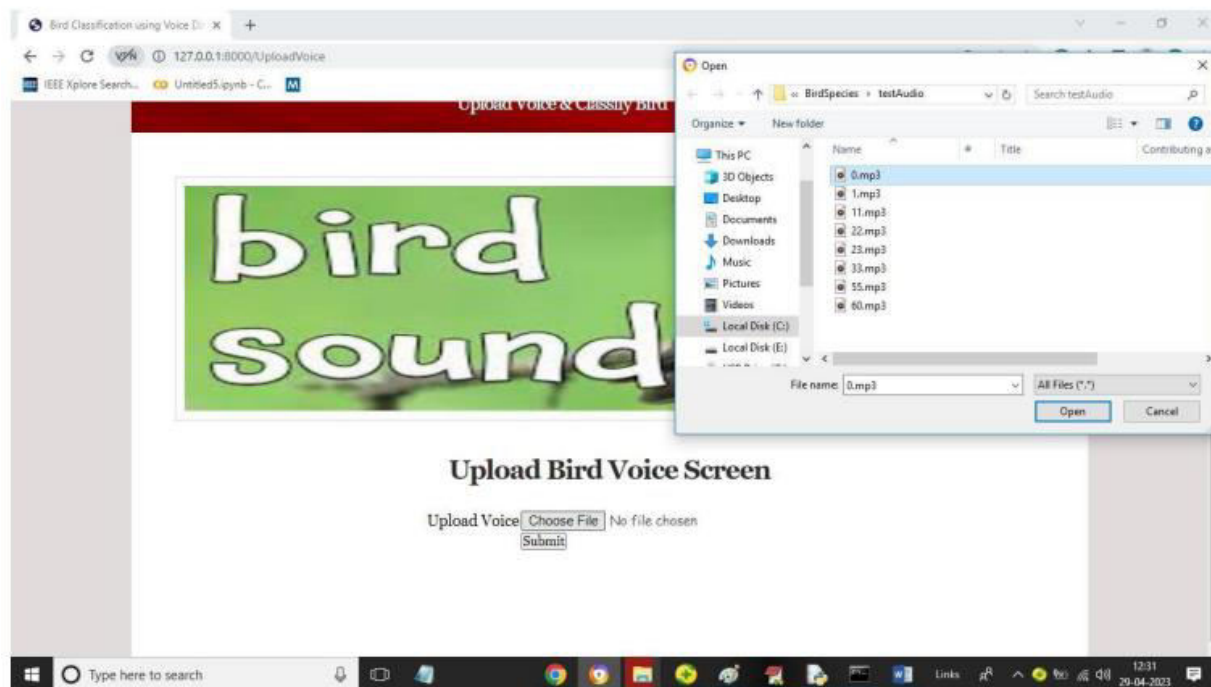 Bird Classification using Voice D
127.0.0.1:8000/UploadVoice
IEEE Xplore Search...
Untitled5.ipynb - C...
M
Upload Voice & Classify Bird
bird
sound
Upload Bird Voice Screen
Upload Voice Choose File No file chosen
Submit
Open
« BirdSpecies › testAudio
Search testAudio
Organize
New folder
Name # Title Contributing a
This PC
3D Objects
Desktop
Documents
Downloads
Music
Pictures
Videos
Local Disk (C:)
Local Disk (E:)
0.mp3
1.mp3
11.mp3
22.mp3
23.mp3
33.mp3
55.mp3
60.mp3
File name: 0.mp3
All Files (*.*)
Open Cancel
Type here to search
Links
12:31
29-04-2023